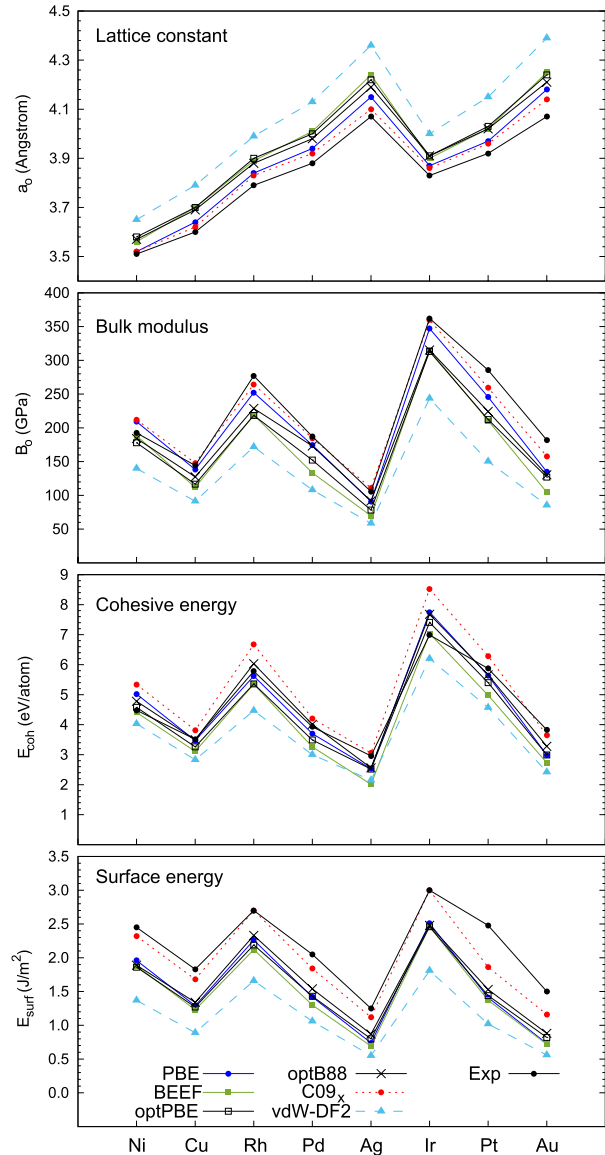 4.5
4.3
4.1
3.9
3.7
3.5
aₒ (Angstrom)
Lattice constant
400
350
300
250
200
150
100
50
Bₒ (GPa)
Bulk modulus
9
8
7
6
5
4
3
2
1
E_coh (eV/atom)
Cohesive energy
3.5
3.0
2.5
2.0
1.5
1.0
0.5
0.0
E_surf (J/m²)
Surface energy
PBE optB88 Exp
BEEF C09ₓ
optPBE vdW-DF2
Ni Cu Rh Pd Ag Ir Pt Au